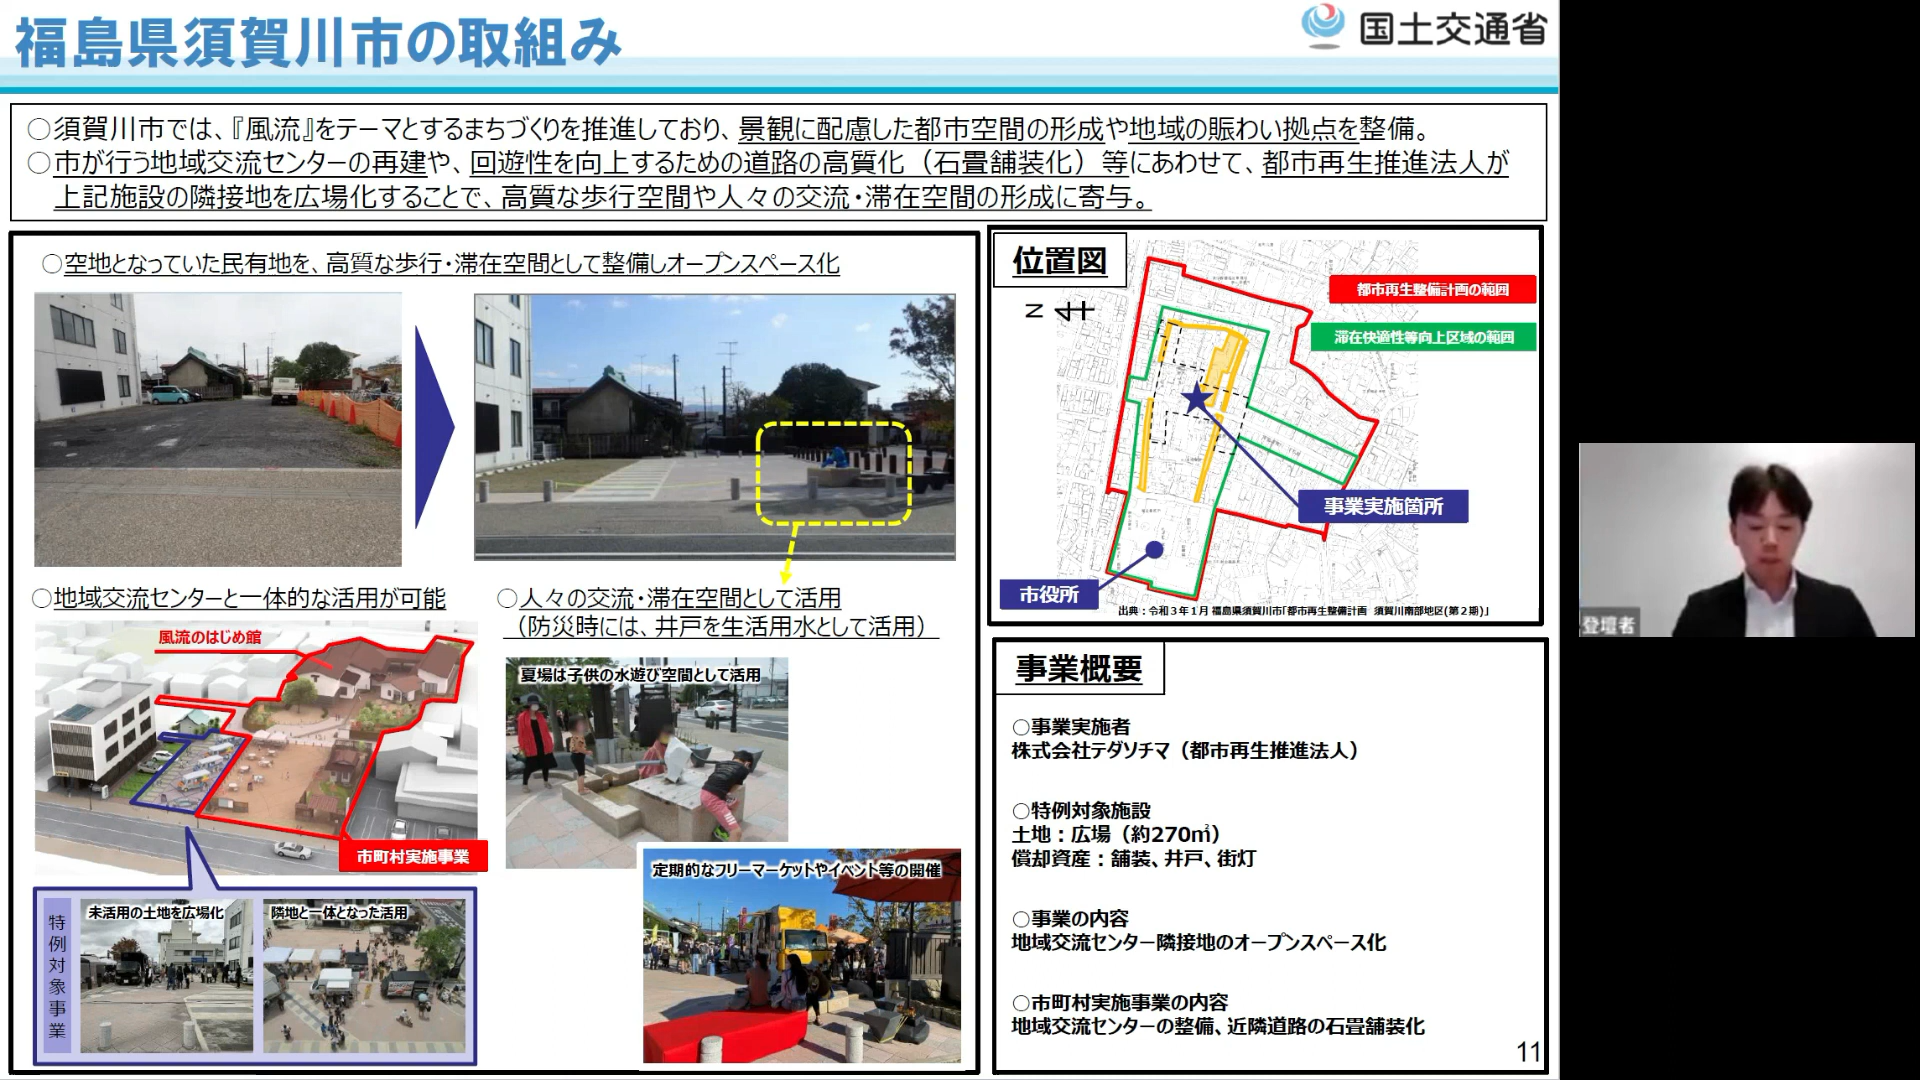 福島県須賀川市の取組み
国土交通省
○須賀川市では、『風流』をテーマとするまちづくりを推進しており、景観に配慮した都市空間の形成や地域の賑わい拠点を整備。
○市が行う地域交流センターの再建や、回遊性を向上するための道路の高質化（石畳舗装化）等にあわせて、都市再生推進法人が
上記施設の隣接地を広場化することで、高質な歩行空間や人々の交流・滞在空間の形成に寄与。
○空地となっていた民有地を、高質な歩行・滞在空間として整備しオープンスペース化
○地域交流センターと一体的な活用が可能
風流のはじめ館
市町村実施事業
特例対象事業
未活用の土地を広場化
隣地と一体となった活用
○人々の交流・滞在空間として活用
（防災時には、井戸を生活用水として活用）
夏場は子供の水遊び空間として活用
定期的なフリーマーケットやイベント等の開催
位置図
N
都市再生整備計画の範囲
滞在快適性等向上区域の範囲
事業実施箇所
市役所
出典：令和３年１月 福島県須賀川市「都市再生整備計画 須賀川南部地区(第２期)」
事業概要
○事業実施者
株式会社テダソチマ（都市再生推進法人）
○特例対象施設
土地：広場（約270㎡）
償却資産：舗装、井戸、街灯
○事業の内容
地域交流センター隣接地のオープンスペース化
○市町村実施事業の内容
地域交流センターの整備、近隣道路の石畳舗装化
11
登壇者